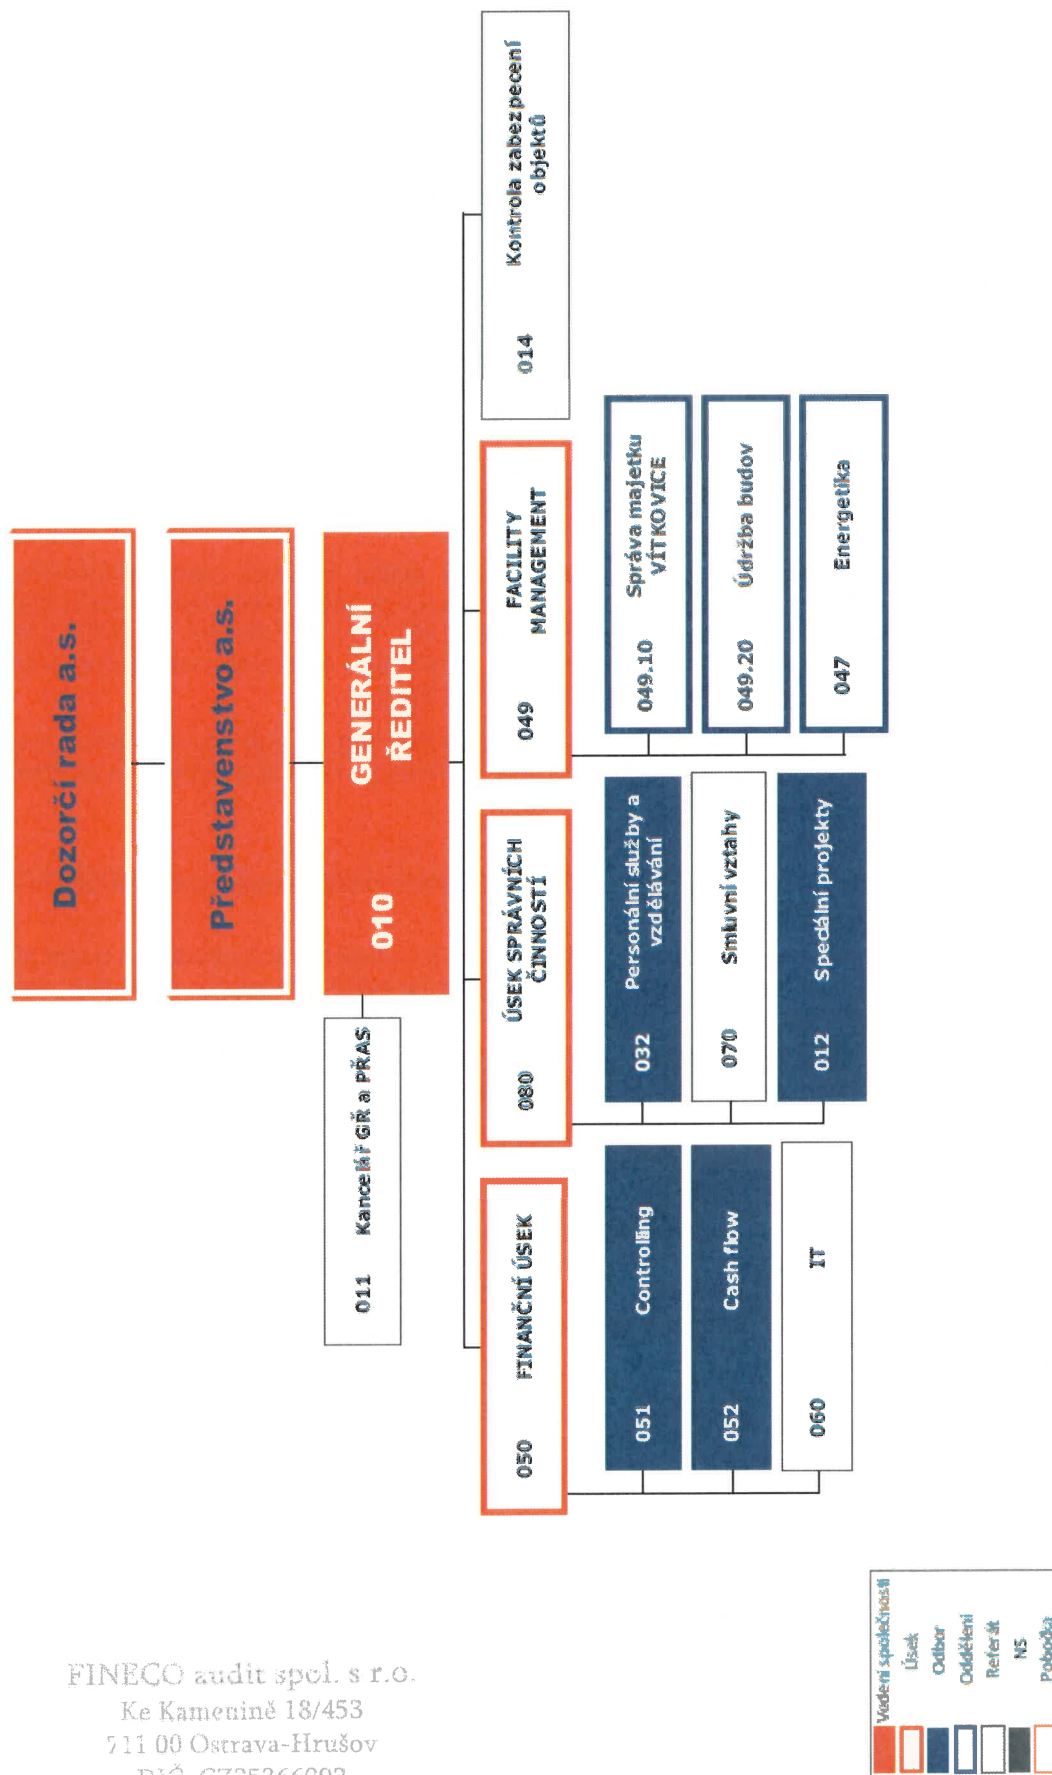 Dozorčí rada a.s.
Představenstvo a.s.
010 GENERÁLNÍ
ŘEDITEL
011 Kancelář GŘ a PŘAS
050 FINANČNÍ ÚSEK
051 Controlling
052 Cash flow
060 IT
080 ÚSEK SPRÁVNÍCH
ČINNOSTÍ
032 Personální služby a
vzdělávání
070 Smluvní vztahy
012 Speciální projekty
049 FACILITY
MANAGEMENT
049.10 Správa majetku
VÍTKOVICE
049.20 Údržba budov
047 Energetika
014 Kontrola zabezpecení
objektů
Vedení společnosti
Úsek
Odbor
Oddělení
Referát
NS
Pobočka
FINECO audit spol. s r.o.
Ke Kamenině 18/453
711 00 Ostrava-Hrušov